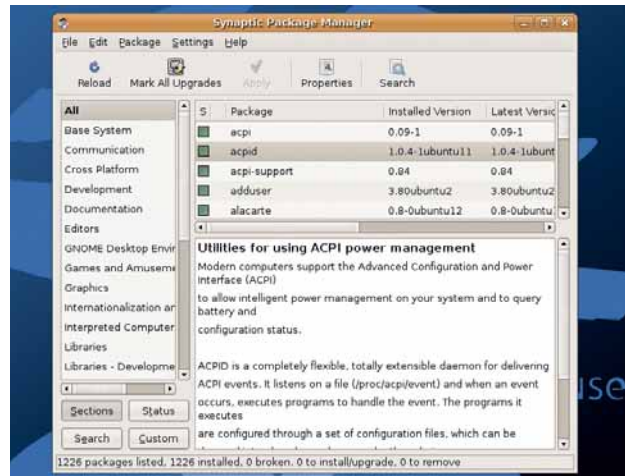 Synaptic Package Manager
File Edit Package Settings Help
Reload Mark All Upgrades Apply Properties Search
All
Base System
Communication
Cross Platform
Development
Documentation
Editors
GNOME Desktop Envir
Games and Amuseme
Graphics
Internationalization an
Interpreted Computer
Libraries
Libraries - Developme
Sections Status
Search Custom
S Package Installed Version Latest Versic
acpi 0.09-1 0.09-1
acpid 1.0.4-1ubuntu11 1.0.4-1ubunt
acpi-support 0.84 0.84
adduser 3.80ubuntu2 3.80ubuntu2
alacarte 0.8-0ubuntu12 0.8-0ubuntu
Utilities for using ACPI power management
Modern computers support the Advanced Configuration and Power
Interface (ACPI)
to allow intelligent power management on your system and to query
battery and
configuration status.
ACPID is a completely flexible, totally extensible daemon for delivering
ACPI events. It listens on a file (/proc/acpi/event) and when an event
occurs, executes programs to handle the event. The programs it
executes
are configured through a set of configuration files, which can be
1226 packages listed, 1226 installed, 0 broken. 0 to install/upgrade, 0 to remove
use